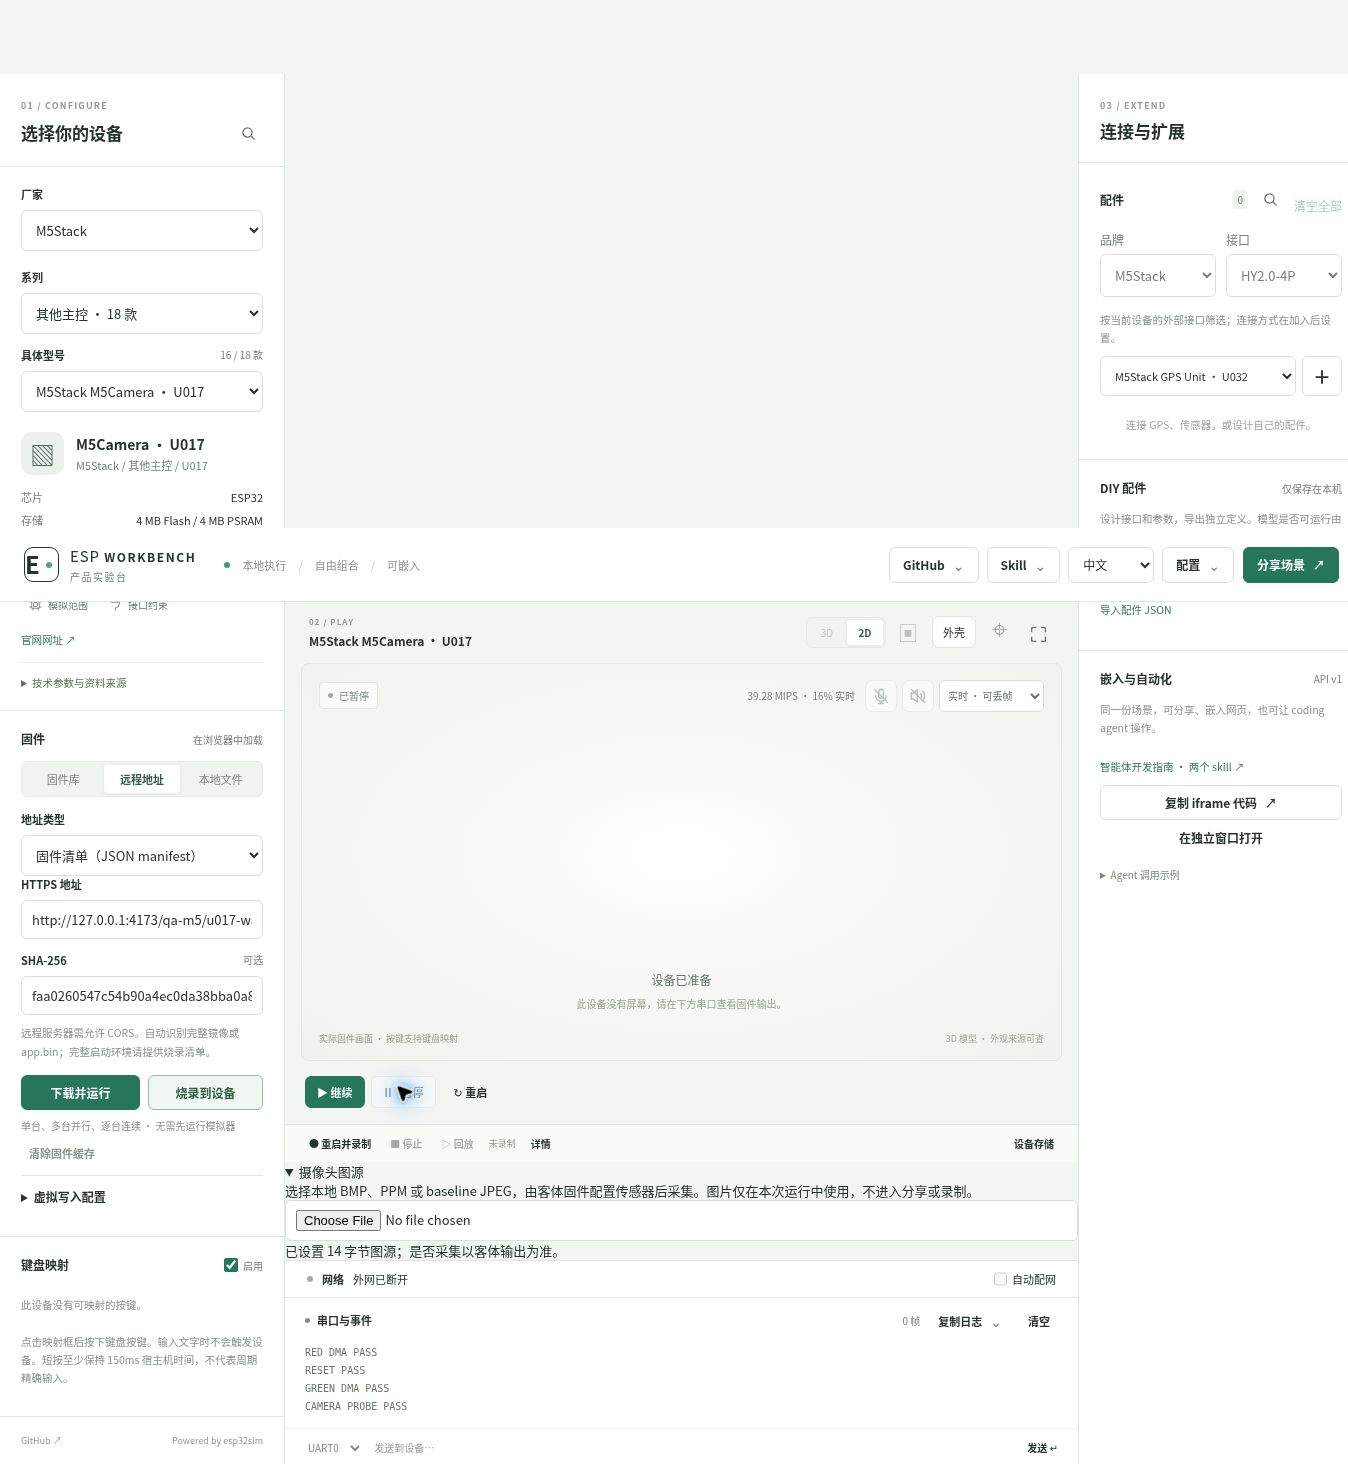 01 / CONFIGURE
选择你的设备
厂家
M5Stack
系列
其他主控 · 18 款
具体型号
16 / 18 款
M5Stack M5Camera · U017
M5Camera · U017
M5Stack / 其他主控 / U017
芯片
ESP32
存储
4 MB Flash / 4 MB PSRAM
03 / EXTEND
连接与扩展
配件
0
清空全部
品牌
接口
M5Stack
HY2.0-4P
按当前设备的外部接口筛选；连接方式在加入后设
置。
M5Stack GPS Unit · U032
+
连接 GPS、传感器，或设计自己的配件。
DIY 配件
仅保存在本机
设计接口和参数，导出独立定义。模型是否可运行由
E
ESP WORKBENCH
产品实验台
本地执行 / 自由组合 / 可嵌入
GitHub
Skill
中文
配置
分享场景 ↗
模拟范围
接口约束
官网网址 ↗
▶ 技术参数与资料来源
固件
在浏览器中加载
固件库
远程地址
本地文件
地址类型
固件清单（JSON manifest）
HTTPS 地址
http://127.0.0.1:4173/qa-m5/u017-w
SHA-256
可选
faa0260547c54b90a4ec0da38bba0a8
远程服务器需允许 CORS。自动识别完整镜像或
app.bin；完整启动环境请提供烧录清单。
下载并运行
烧录到设备
单台、多台并行、逐台连续 · 无需先运行模拟器
清除固件缓存
▶ 虚拟写入配置
键盘映射
启用
此设备没有可映射的按键。
点击映射框后按下键盘按键。输入文字时不会触发设
备。短按至少保持 150ms 宿主机时间，不代表周期
精确输入。
GitHub ↗
Powered by esp32sim
02 / PLAY
M5Stack M5Camera · U017
3D
2D
外壳
已暂停
39.28 MIPS · 16% 实时
实时 · 可丢帧
设备已准备
此设备没有屏幕，请在下方串口查看固件输出。
实际固件画面 · 按键支持键盘映射
3D 模型 · 外观来源可查
▶ 继续
停
↻ 重启
● 重启并录制
■ 停止
▷ 回放
未录制
详情
设备存储
▼ 摄像头图源
选择本地 BMP、PPM 或 baseline JPEG，由客体固件配置传感器后采集。图片仅在本次运行中使用，不进入分享或录制。
Choose File No file chosen
已设置 14 字节图源；是否采集以客体输出为准。
网络 外网已断开
自动配网
串口与事件
0 帧
复制日志
清空
RED DMA PASS
RESET PASS
GREEN DMA PASS
CAMERA PROBE PASS
UART0
发送到设备…
发送 ↵
导入配件 JSON
嵌入与自动化
API v1
同一份场景，可分享、嵌入网页，也可让 coding
agent 操作。
智能体开发指南 · 两个 skill ↗
复制 iframe 代码 ↗
在独立窗口打开
▶ Agent 调用示例